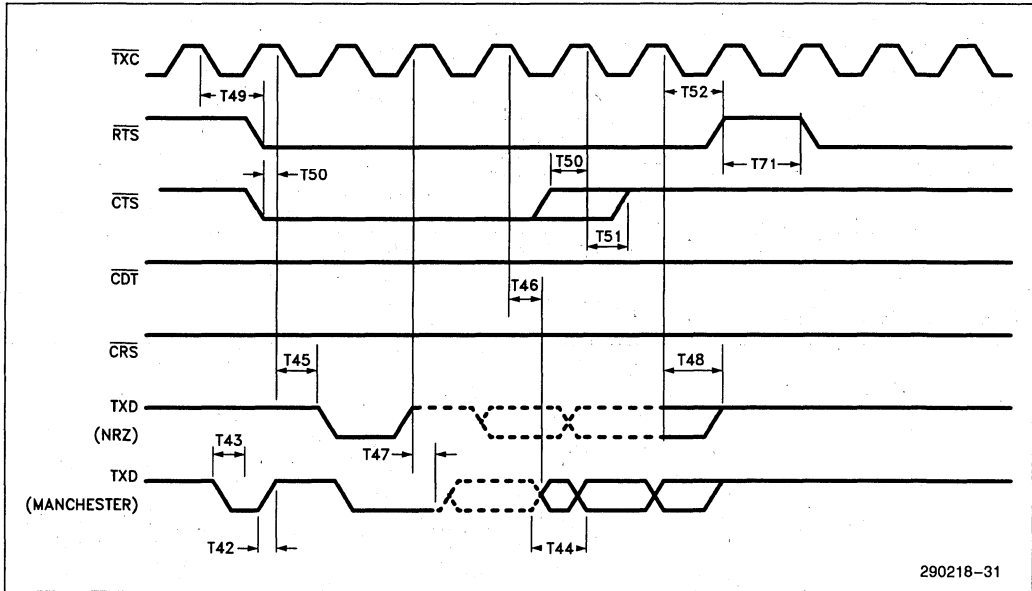 TXC
T49
T52
RTS
T50
T50
T71
CTS
T51
CDT
T46
CRS
T45
T48
TXD
(NRZ)
T43
T47
TXD
(MANCHESTER)
T42
T44
290218-31